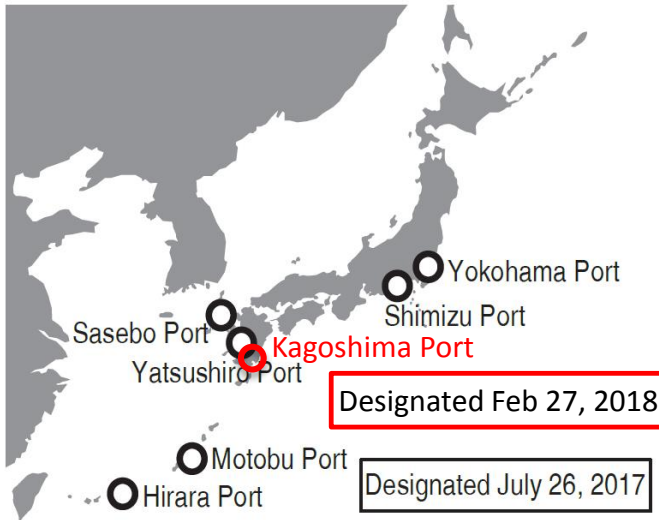 Yokohama Port
Shimizu Port
Sasebo Port
Kagoshima Port
Yatsushiro Port
Designated Feb 27, 2018
Motobu Port
Designated July 26, 2017
Hirara Port